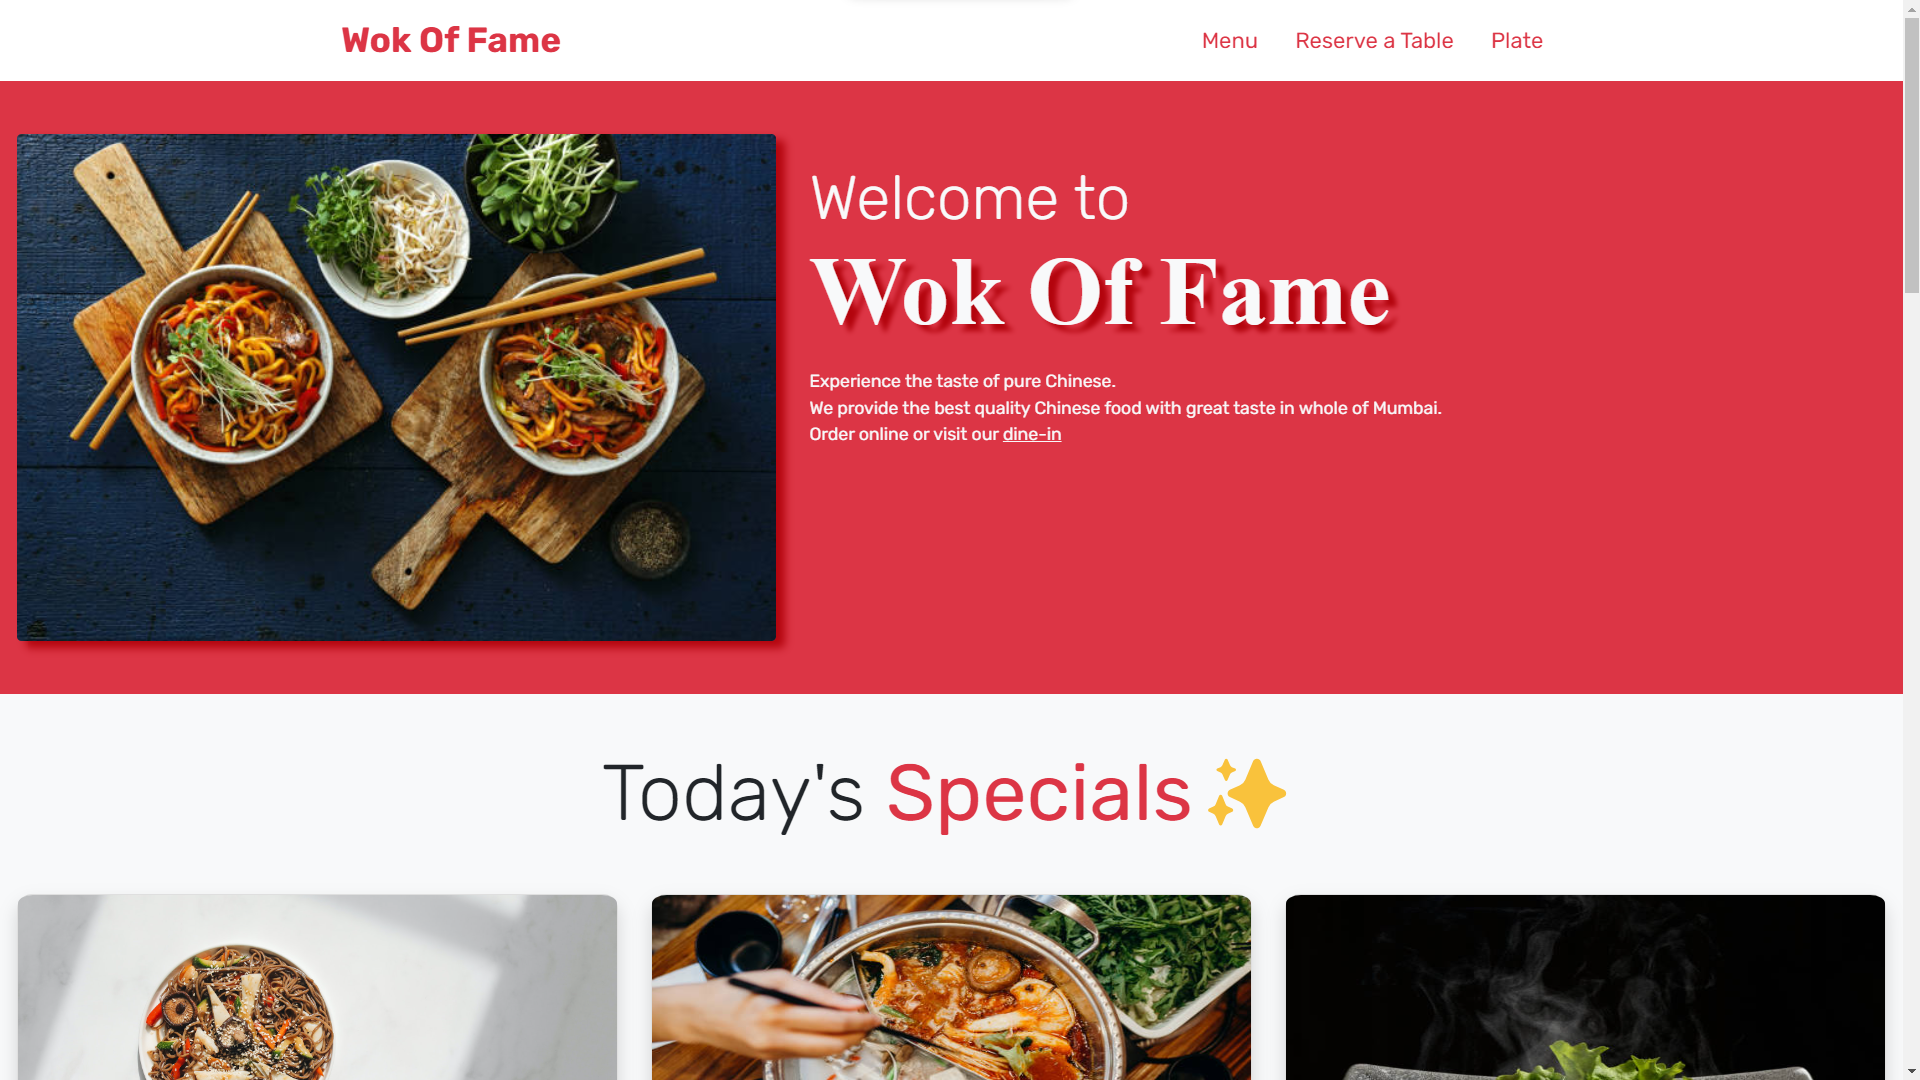 Wok Of Fame
Menu
Reserve a Table
Plate
Welcome to
Wok Of Fame
Experience the taste of pure Chinese.
We provide the best quality Chinese food with great taste in whole of Mumbai.
Order online or visit our dine-in
Today's Specials ✨